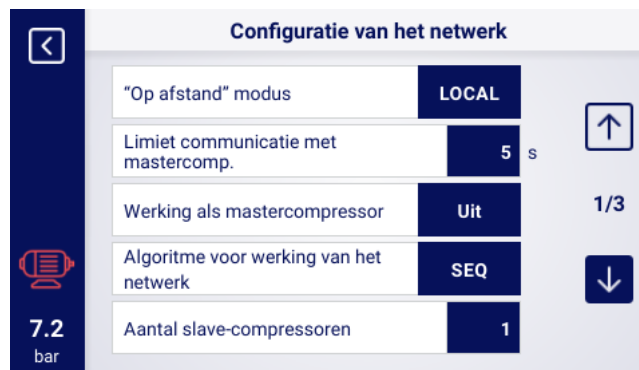 Configuratie van het netwerk
“Op afstand” modus LOCAL
Limiet communicatie met
mastercomp. 5 s
Werking als mastercompressor Uit
Algoritme voor werking van het
netwerk SEQ
Aantal slave-compressoren 1
1/3
7.2
bar